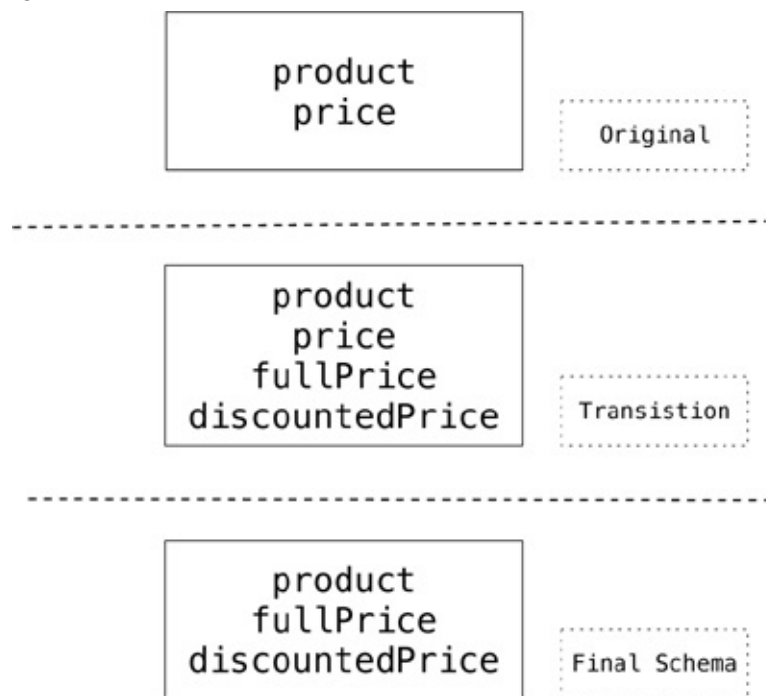 product
price
Original
product
price
fullPrice
discountedPrice
Transistion
product
fullPrice
discountedPrice
Final Schema